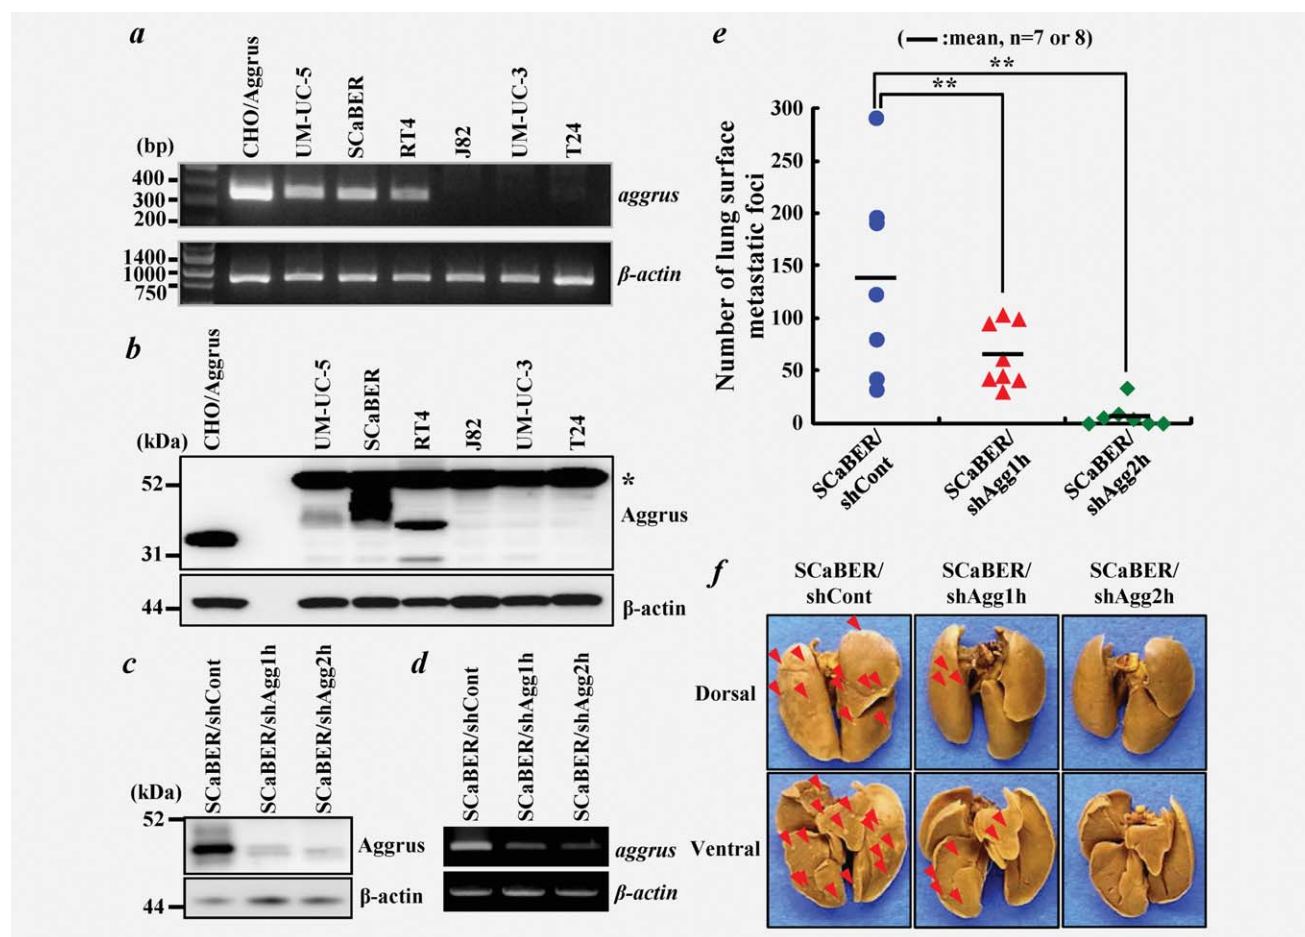 a
CHO/Aggrus
UM-UC-5
SCaBER
RT4
J82
UM-UC-3
T24
(bp)
400
300
200
aggrus
1400
1000
750
β-actin
b
CHO/Aggrus
UM-UC-5
SCaBER
RT4
J82
UM-UC-3
T24
(kDa)
52
*
Aggrus
31
44
β-actin
c
SCaBER/shCont
SCaBER/shAgg1h
SCaBER/shAgg2h
(kDa)
52
Aggrus
44
β-actin
d
SCaBER/shCont
SCaBER/shAgg1h
SCaBER/shAgg2h
aggrus
β-actin
e
( :mean, n=7 or 8)
**
**
Number of lung surface
metastatic foci
300
250
200
150
100
50
0
SCaBER/
shCont
SCaBER/
shAgg1h
SCaBER/
shAgg2h
f
SCaBER/
shCont
SCaBER/
shAgg1h
SCaBER/
shAgg2h
Dorsal
Ventral